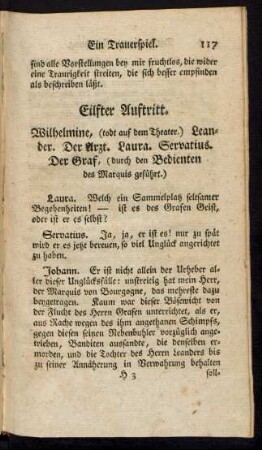 Ein Trauerspiel. 117
sind alle Vorstellungen bey mir fruchtlos, die wider
eine Traurigkeit streiten, die sich besser empfinden
als beschreiben läßt.
Eilfter Auftritt.
Wilhelmine, (todt auf dem Theater.) Lean-
der. Der Arzt. Laura. Servatius.
Der Graf, (durch den Bedienten
des Marquis geführt.)
Laura. Welch ein Sammelplatz seltsamer
Begebenheiten! — ist es des Grafen Geist,
oder ist er es selbst?
Servatius. Ja, ja, er ist es! nur zu spät
wird er es jetzt bereuen, so viel Unglück angerichtet
zu haben.
Johann. Er ist nicht allein der Urheber al-
ler dieser Unglücksfälle: unstreitig hat mein Herr,
der Marquis von Bourgogne, das mehreste dazu
beygetragen. Kaum war dieser Bösewicht von
der Flucht des Herrn Grafen unterrichtet, als er,
aus Rache wegen des ihm angethanen Schimpfs,
gegen diesen seinen Nebenbuhler vorzüglich ange-
wiesen, Banditen aussandte, die denselben er-
morden, und die Tochter des Herrn Leanders bis
zu seiner Annäherung in Verwahrung behalten
H 3 soll-